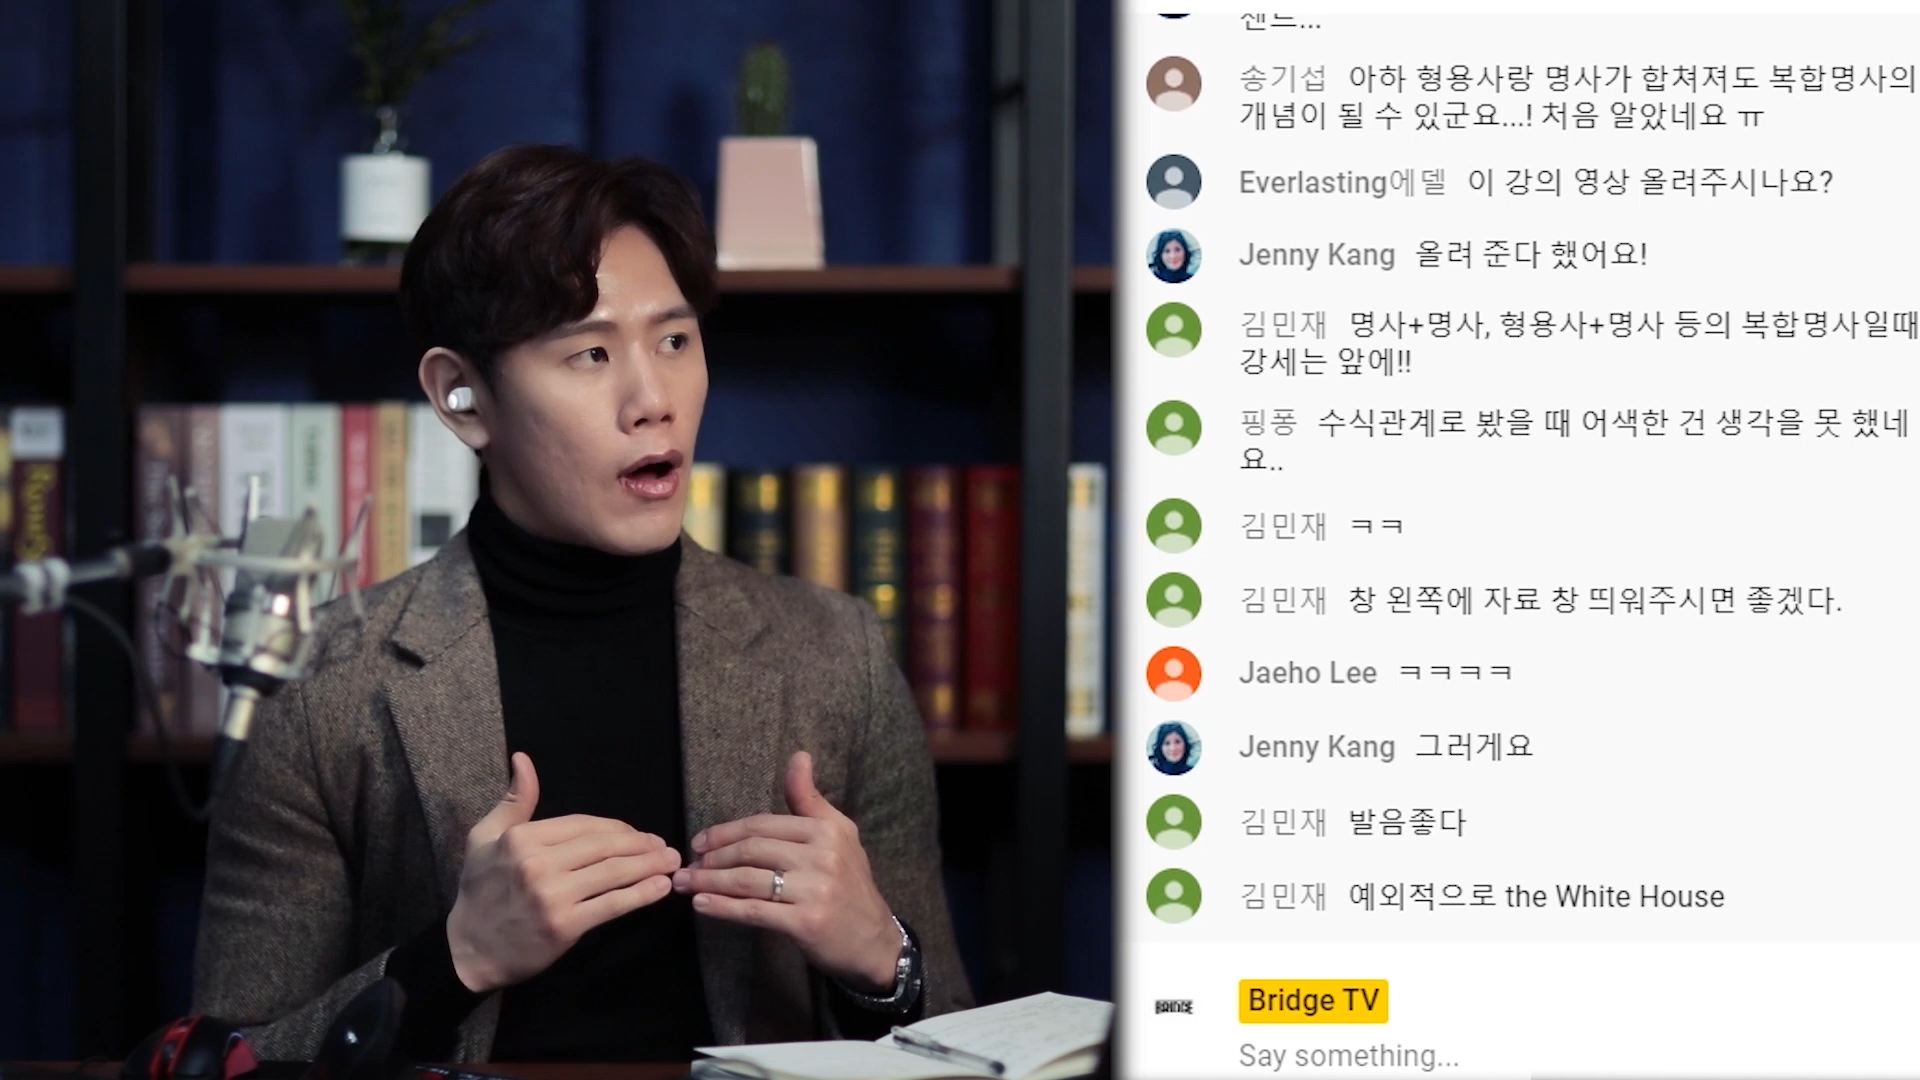 송기섭 아하 형용사랑 명사가 합쳐져도 복합명사의
개념이 될 수 있군요...! 처음 알았네요 ㅠ
Everlasting에델 이 강의 영상 올려주시나요?
Jenny Kang 올려 준다 했어요!
김민재 명사+명사, 형용사+명사 등의 복합명사일때
강세는 앞에!!
핑퐁 수식관계로 봤을 때 어색한 건 생각을 못 했네
요..
김민재 ㅋㅋ
김민재 창 왼쪽에 자료 창 띄워주시면 좋겠다.
Jaeho Lee ㅋㅋㅋㅋ
Jenny Kang 그러게요
김민재 발음좋다
김민재 예외적으로 the White House
BRIDGE
Bridge TV
Say something...